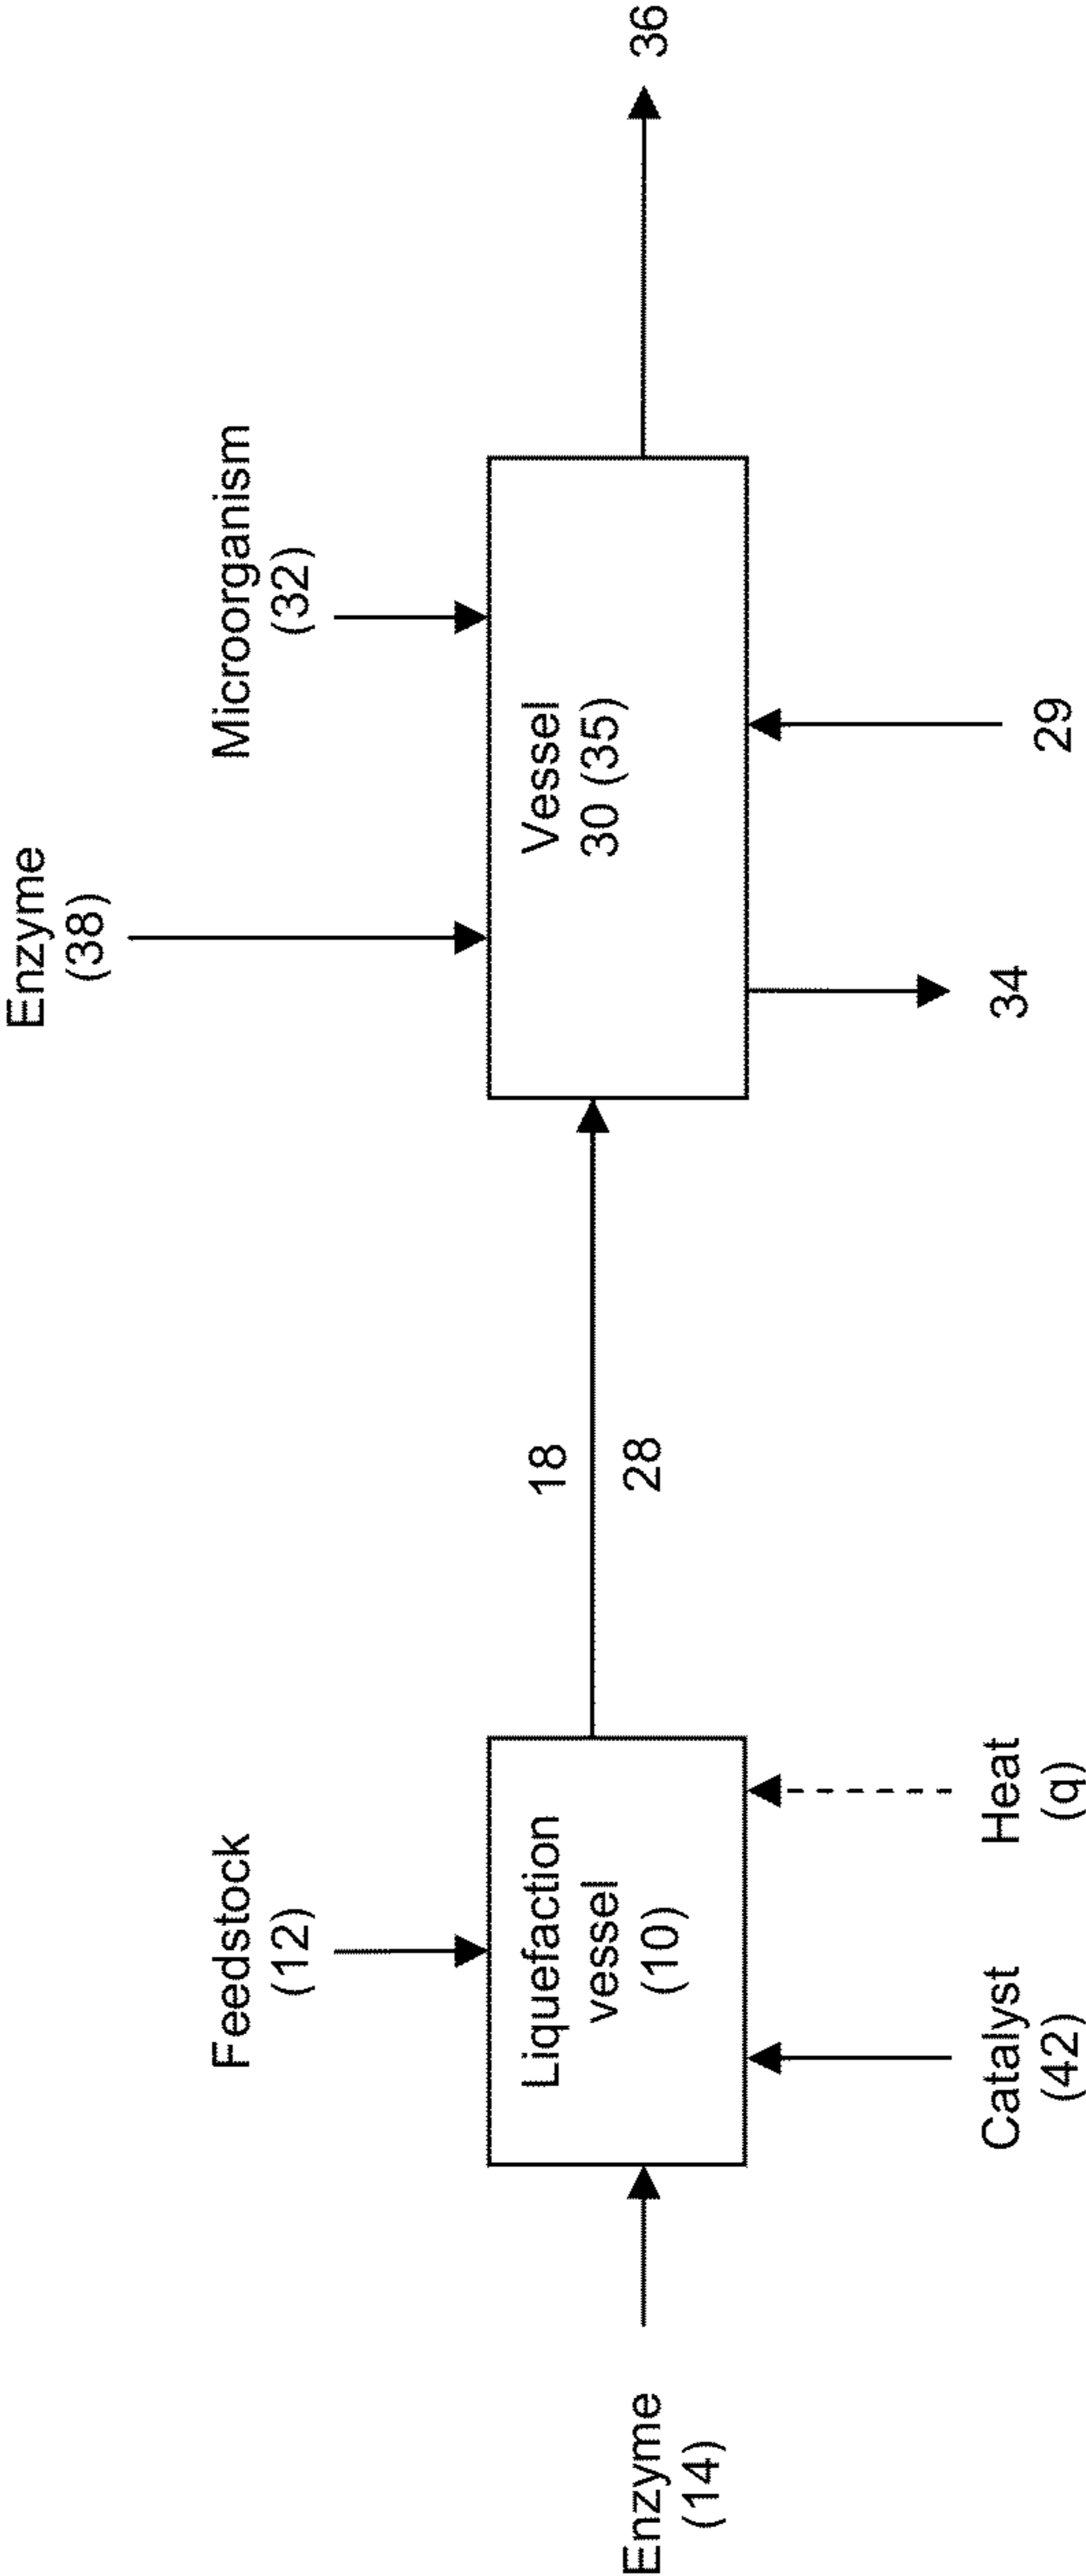 Enzyme
(38)
Microorganism
(32)
Feedstock
(12)
Enzyme
(14)
Liquefaction
vessel
(10)
18
28
Vessel
30 (35)
36
Catalyst
(42)
Heat
(q)
34
29